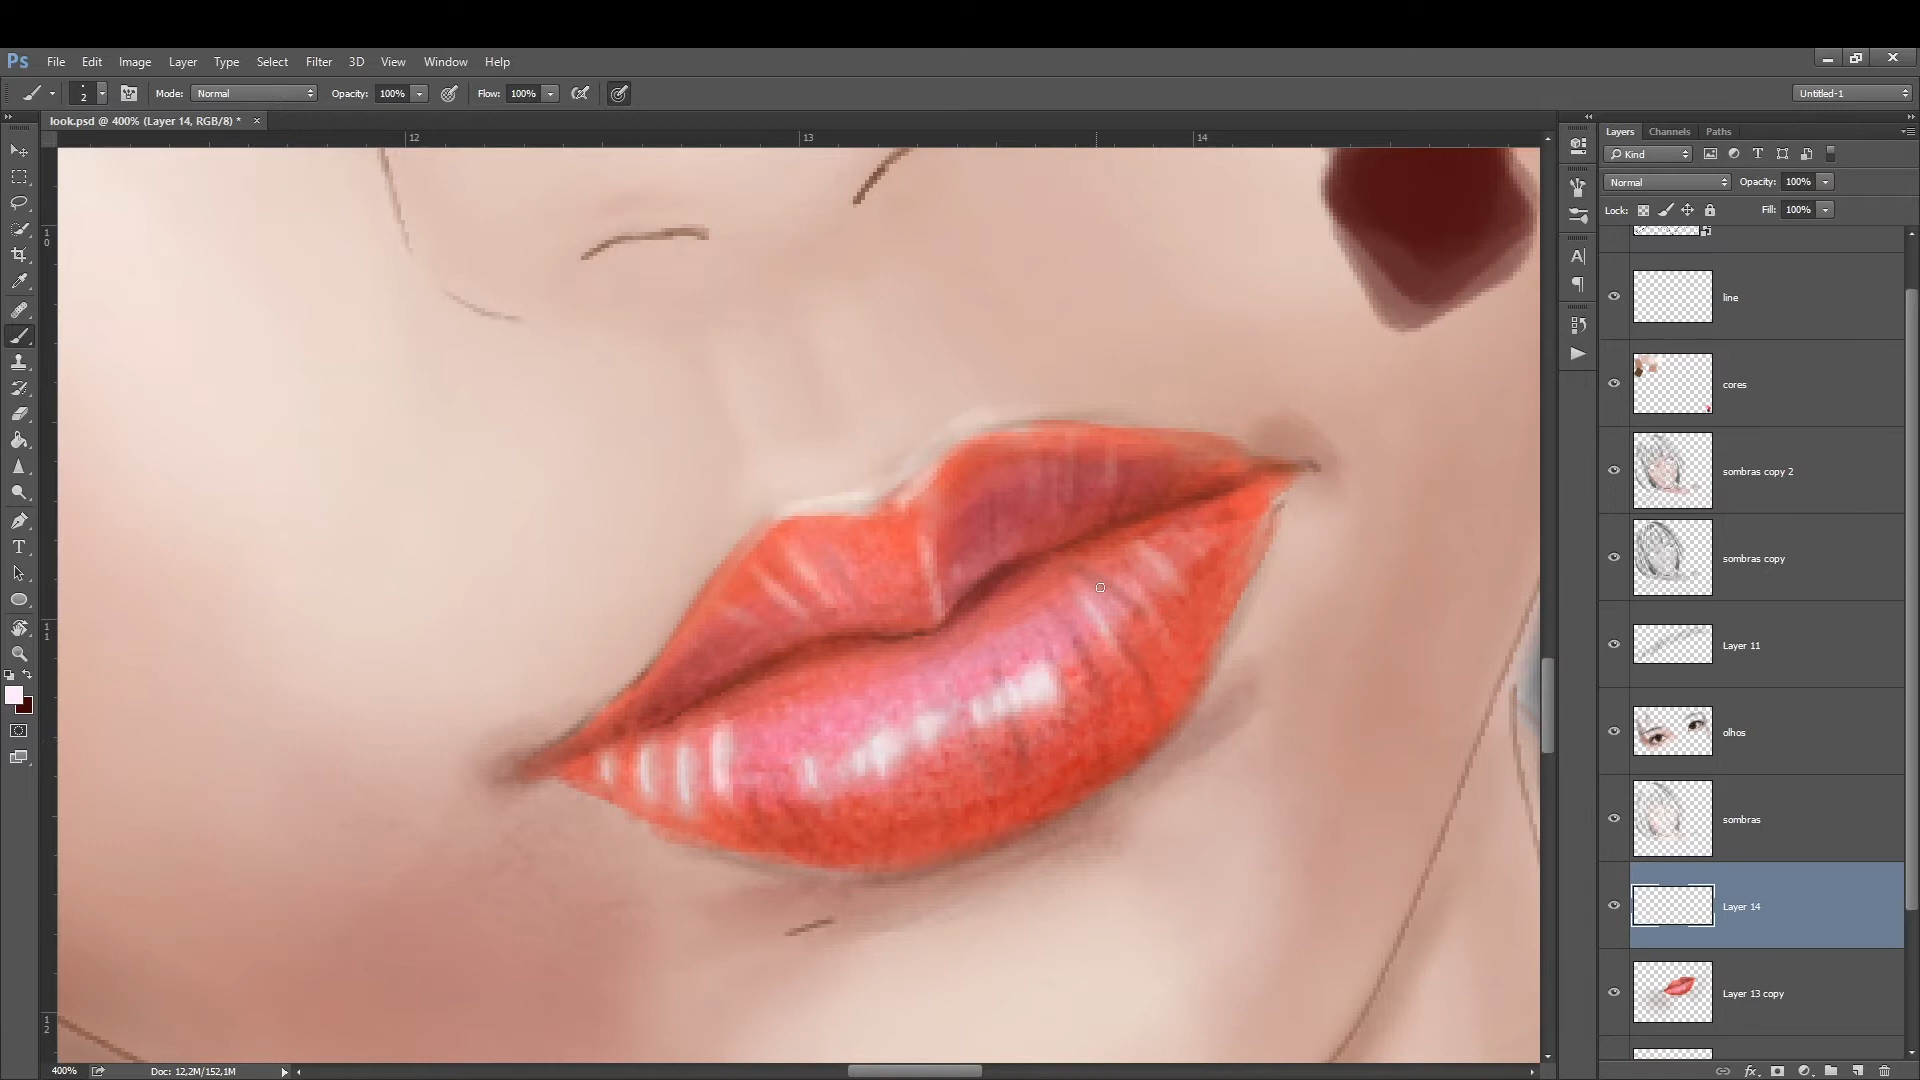 Ps File Edit Image Layer Type Select Filter 3D View Window Help
2 Mode: Normal Opacity: 100% Flow: 100% Untitled-1
look.psd @ 400% (Layer 14, RGB/8) * ×
12 13 14
10
11
12
Layers Channels Paths
Kind
Normal Opacity: 100%
Lock: Fill: 100%
line
cores
sombras copy 2
sombras copy
Layer 11
olhos
sombras
Layer 14
Layer 13 copy
400% Doc: 12,2M/152,1M